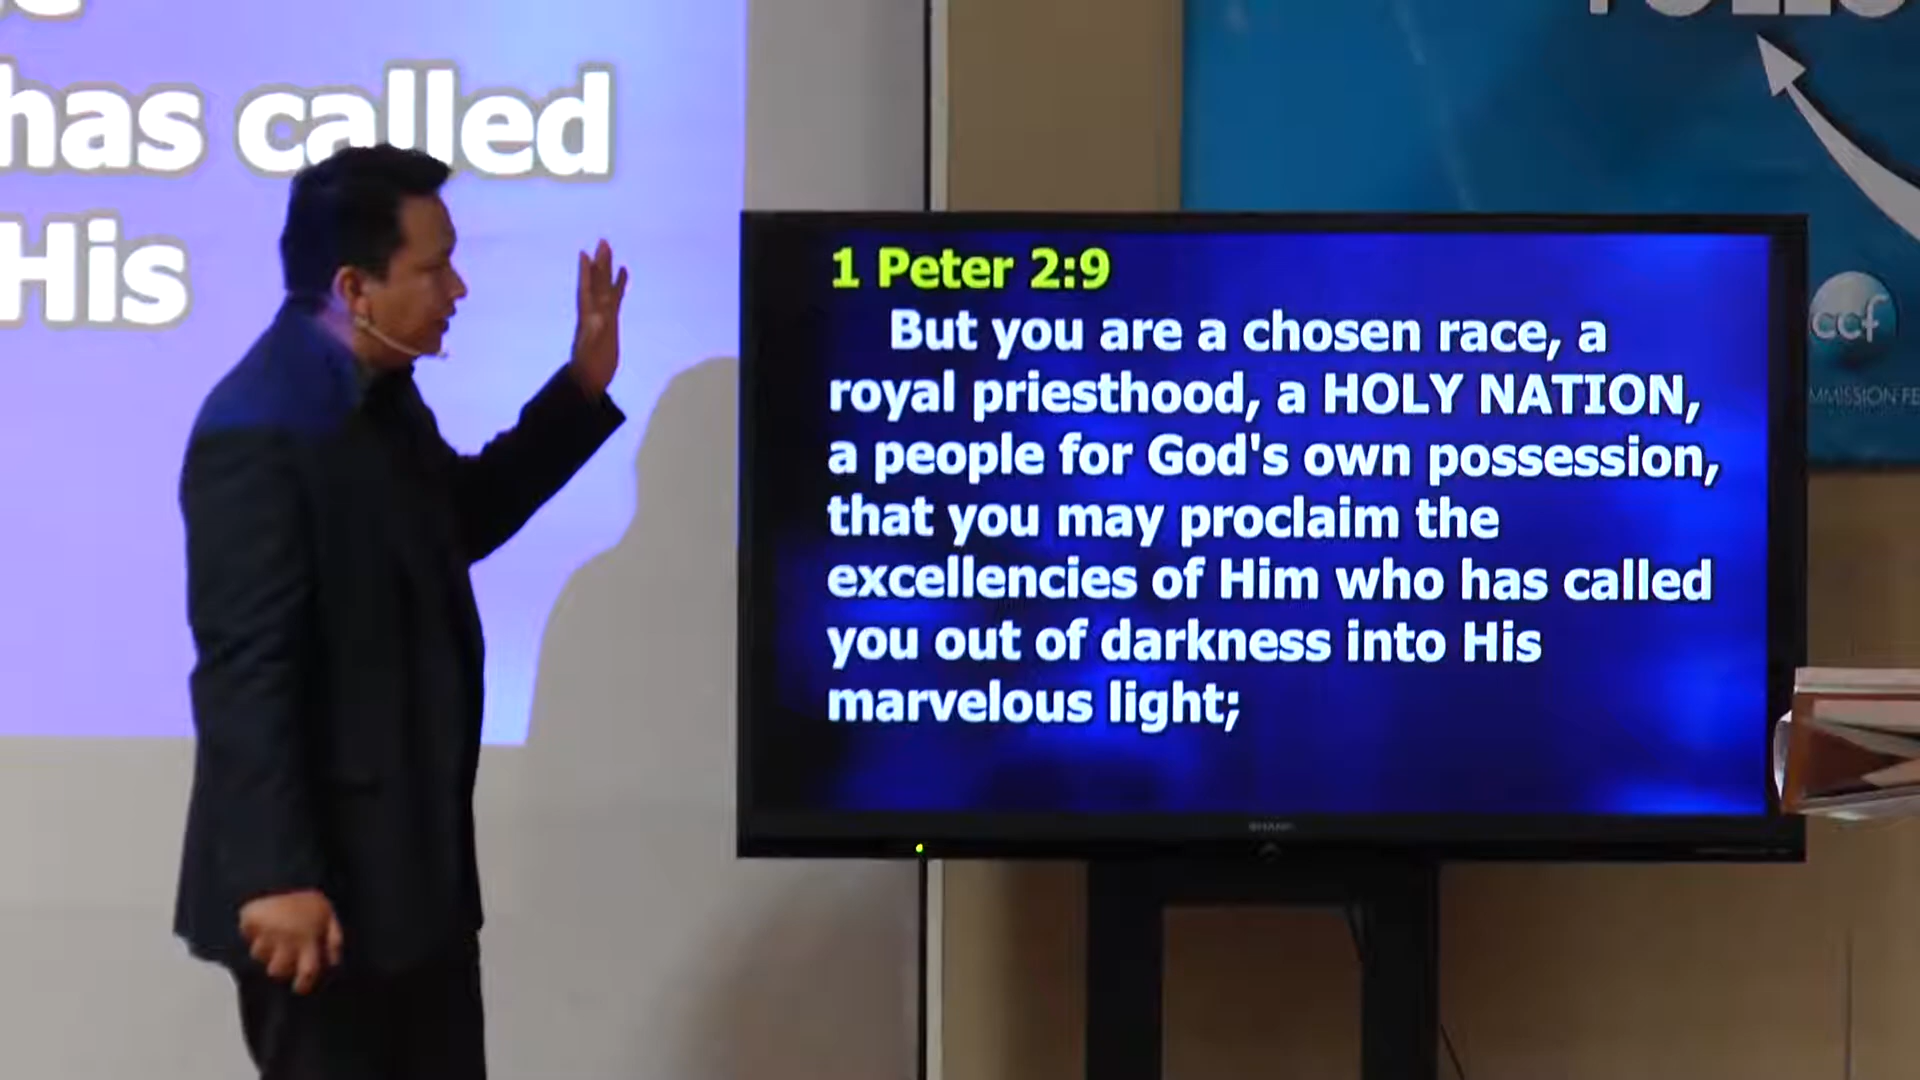 has called
His
1 Peter 2:9
But you are a chosen race, a
royal priesthood, a HOLY NATION,
a people for God's own possession,
that you may proclaim the
excellencies of Him who has called
you out of darkness into His
marvelous light;
SHARP
ccf